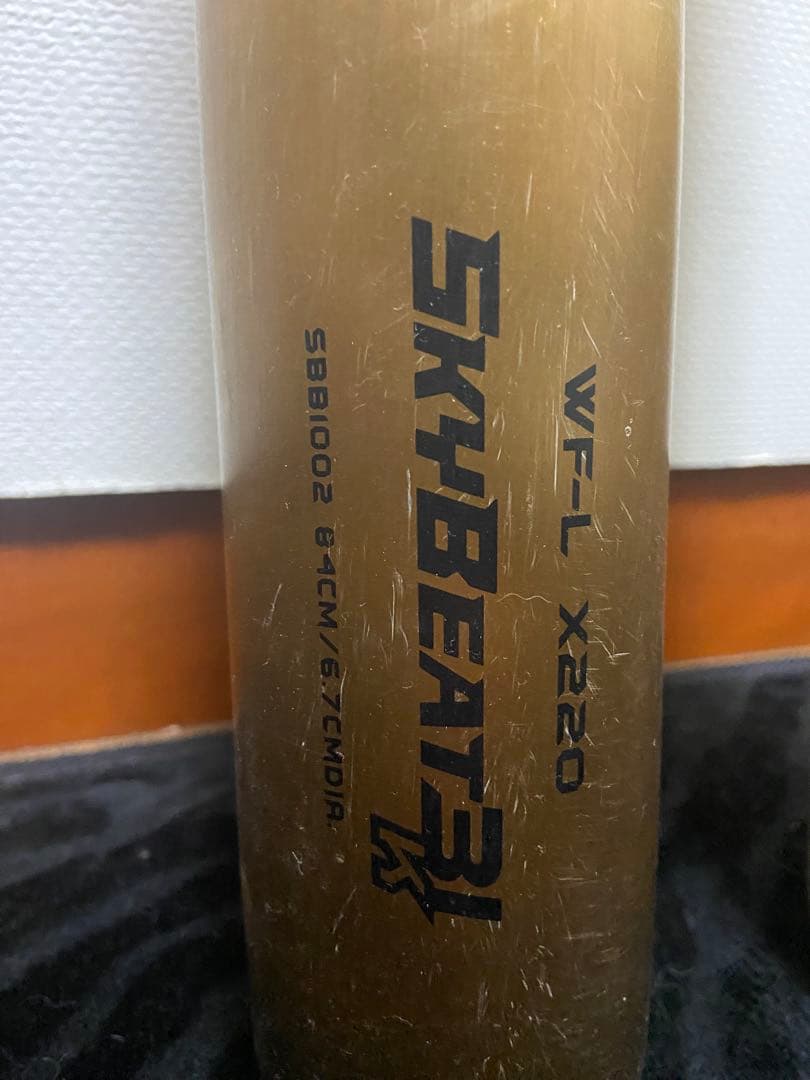 WF-L X220
SKYBEAT31
K
SBB1002 84CM/6.7CMDIA.